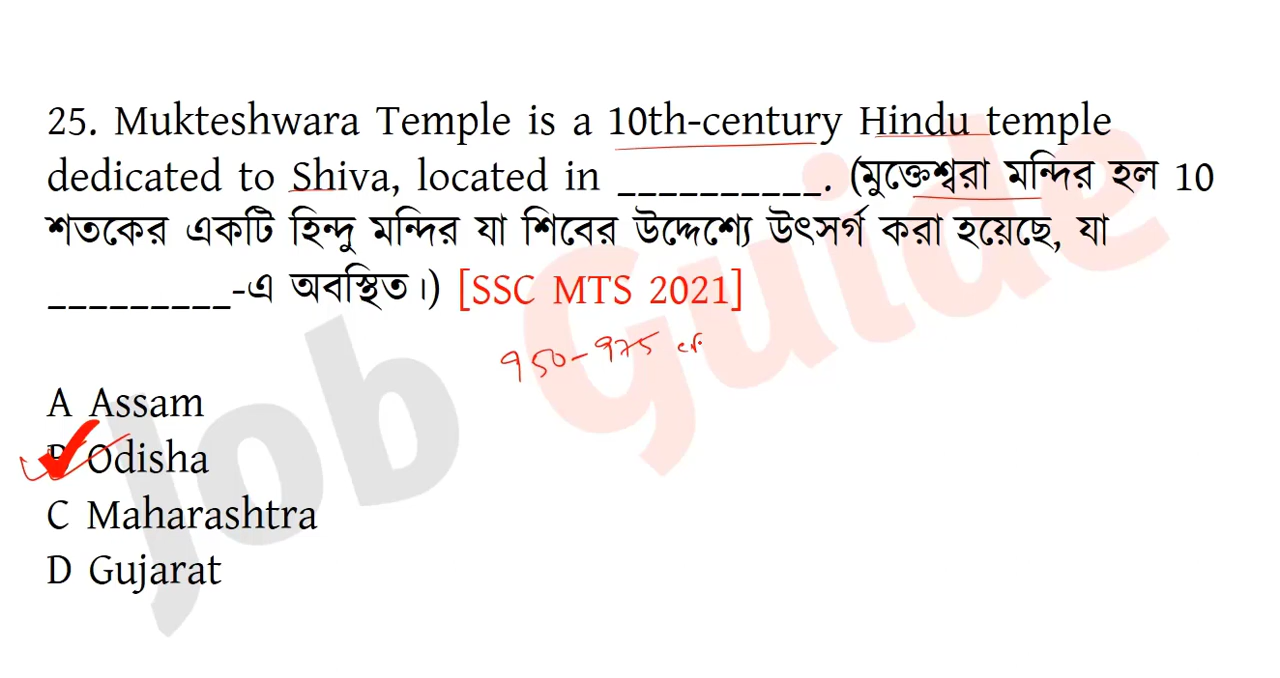 25. Mukteshwara Temple is a 10th-century Hindu temple
dedicated to Shiva, located in __________. (মুক্তেশ্বরা মন্দির হল 10
শতকের একটি হিন্দু মন্দির যা শিবের উদ্দেশ্যে উৎসর্গ করা হয়েছে, যা
_________-এ অবস্থিত।) [SSC MTS 2021]
950-975
A Assam
B Odisha
C Maharashtra
D Gujarat
Job Guide